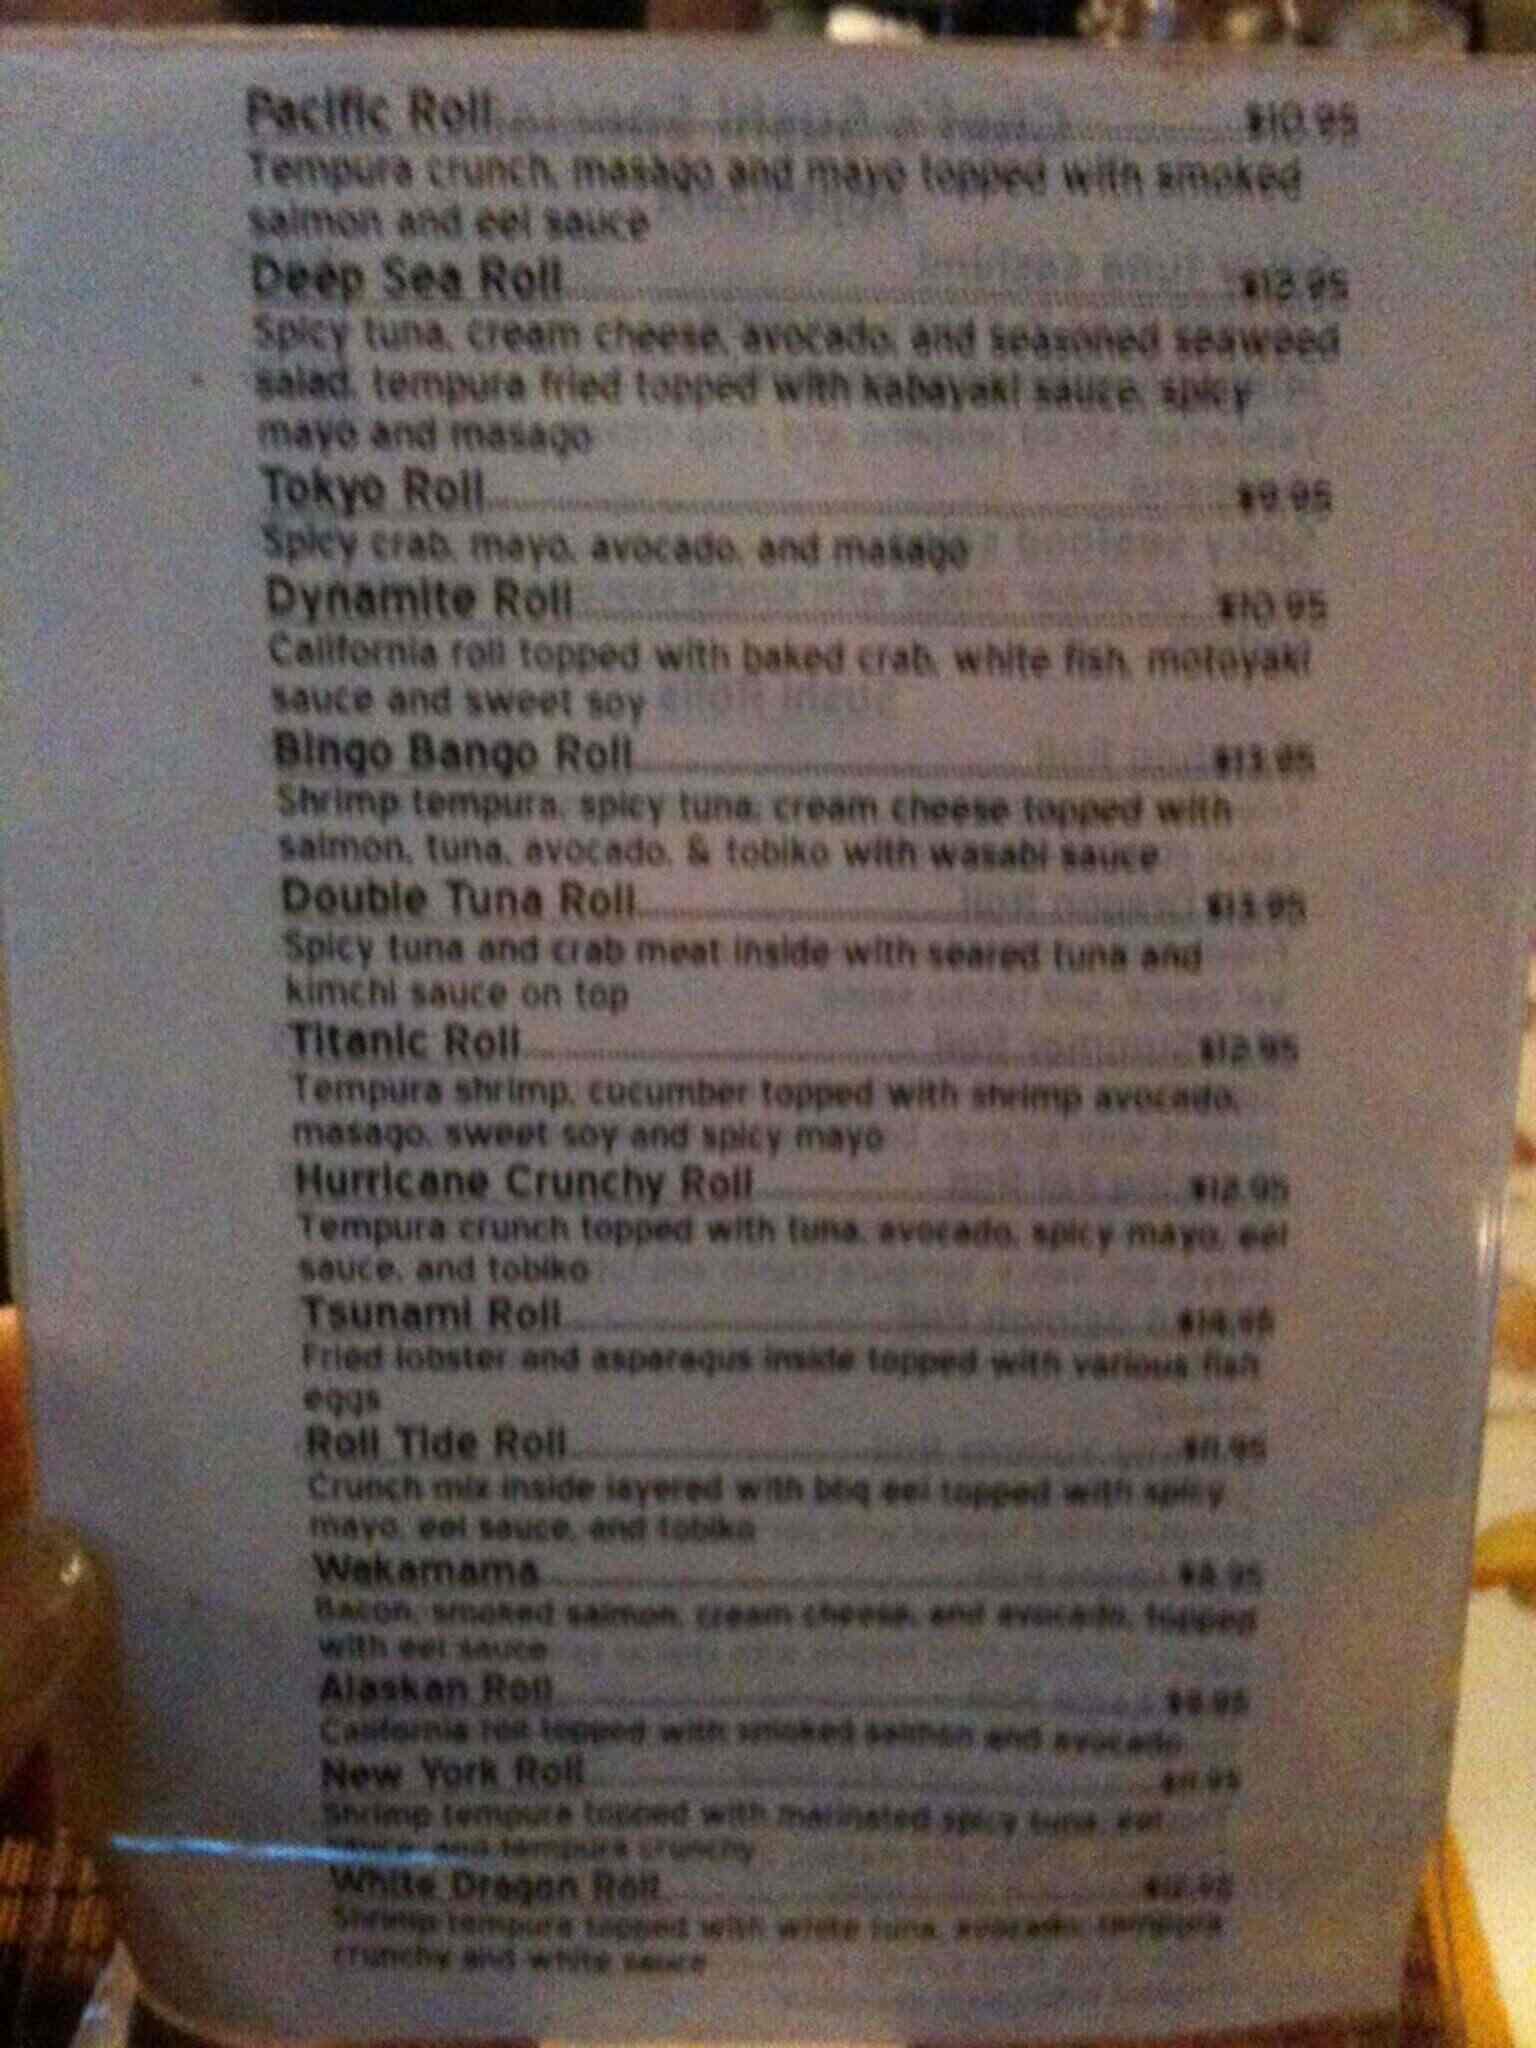 Pacific Roll $10.95
Tempura crunch, masago and mayo topped with smoked
salmon and eel sauce
Deep Sea Roll $12.95
Spicy tuna, cream cheese, avocado, and seasoned seaweed
salad, tempura fried topped with kabayaki sauce, spicy
mayo and masago
Tokyo Roll $9.95
Spicy crab, mayo, avocado, and masago
Dynamite Roll $10.95
California roll topped with baked crab, white fish, motoyaki
sauce and sweet soy
Bingo Bango Roll $13.95
Shrimp tempura, spicy tuna, cream cheese topped with
salmon, tuna, avocado, & tobiko with wasabi sauce
Double Tuna Roll $13.95
Spicy tuna and crab meat inside with seared tuna and
kimchi sauce on top
Titanic Roll $12.95
Tempura shrimp, cucumber topped with shrimp avocado,
masago, sweet soy and spicy mayo
Hurricane Crunchy Roll $12.95
Tempura crunch topped with tuna, avocado, spicy mayo, eel
sauce, and tobiko
Tsunami Roll $14.95
Fried lobster and asparagus inside topped with various fish
eggs
Roll Tide Roll $11.95
Crunch mix inside layered with bbq eel topped with spicy
mayo, eel sauce, and tobiko
Wakamama $8.95
Bacon, smoked salmon, cream cheese, and avocado, topped
with eel sauce
Alaskan Roll
California roll topped with smoked salmon and avocado
New York Roll $11.95
Shrimp tempura topped with marinated spicy tuna, eel
sauce, and tempura crunchy
White Dragon Roll
Shrimp tempura topped with white tuna, avocado, tempura
crunchy and white sauce